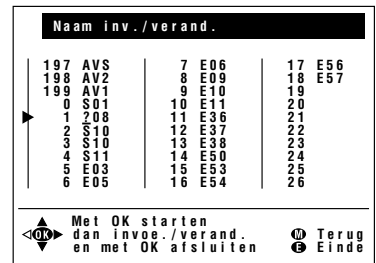 Naam inv./verand.
197 AVS 7 E06 17 E56
198 AV2 8 E09 18 E57
199 AV1 9 E10 19
0 S01 10 E11 20
1 ?08 11 E36 21
2 S10 12 E37 22
3 S10 13 E38 23
4 S11 14 E50 24
5 E03 15 E53 25
6 E05 16 E54 26
Met OK starten
OK dan invoe./verand. M Terug
en met OK afsluiten E Einde